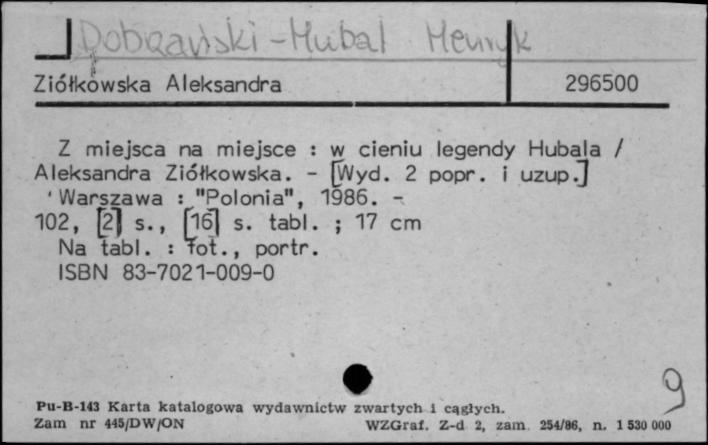 Dobrzański-Hubal Henryk
Ziółkowska Aleksandra 296500
Z miejsca na miejsce : w cieniu legendy Hubala /
Aleksandra Ziółkowska. - [Wyd. 2 popr. i uzup.]
Warszawa : "Polonia", 1986. -
102, [2] s., [16] s. tabl. ; 17 cm
Na tabl. : fot., portr.
ISBN 83-7021-009-0
9
Pu-B-143 Karta katalogowa wydawnictw zwartych i cągłych.
Zam nr 445/DW/ON WZGraf. Z-d 2, zam. 254/86, n. 1 530 000